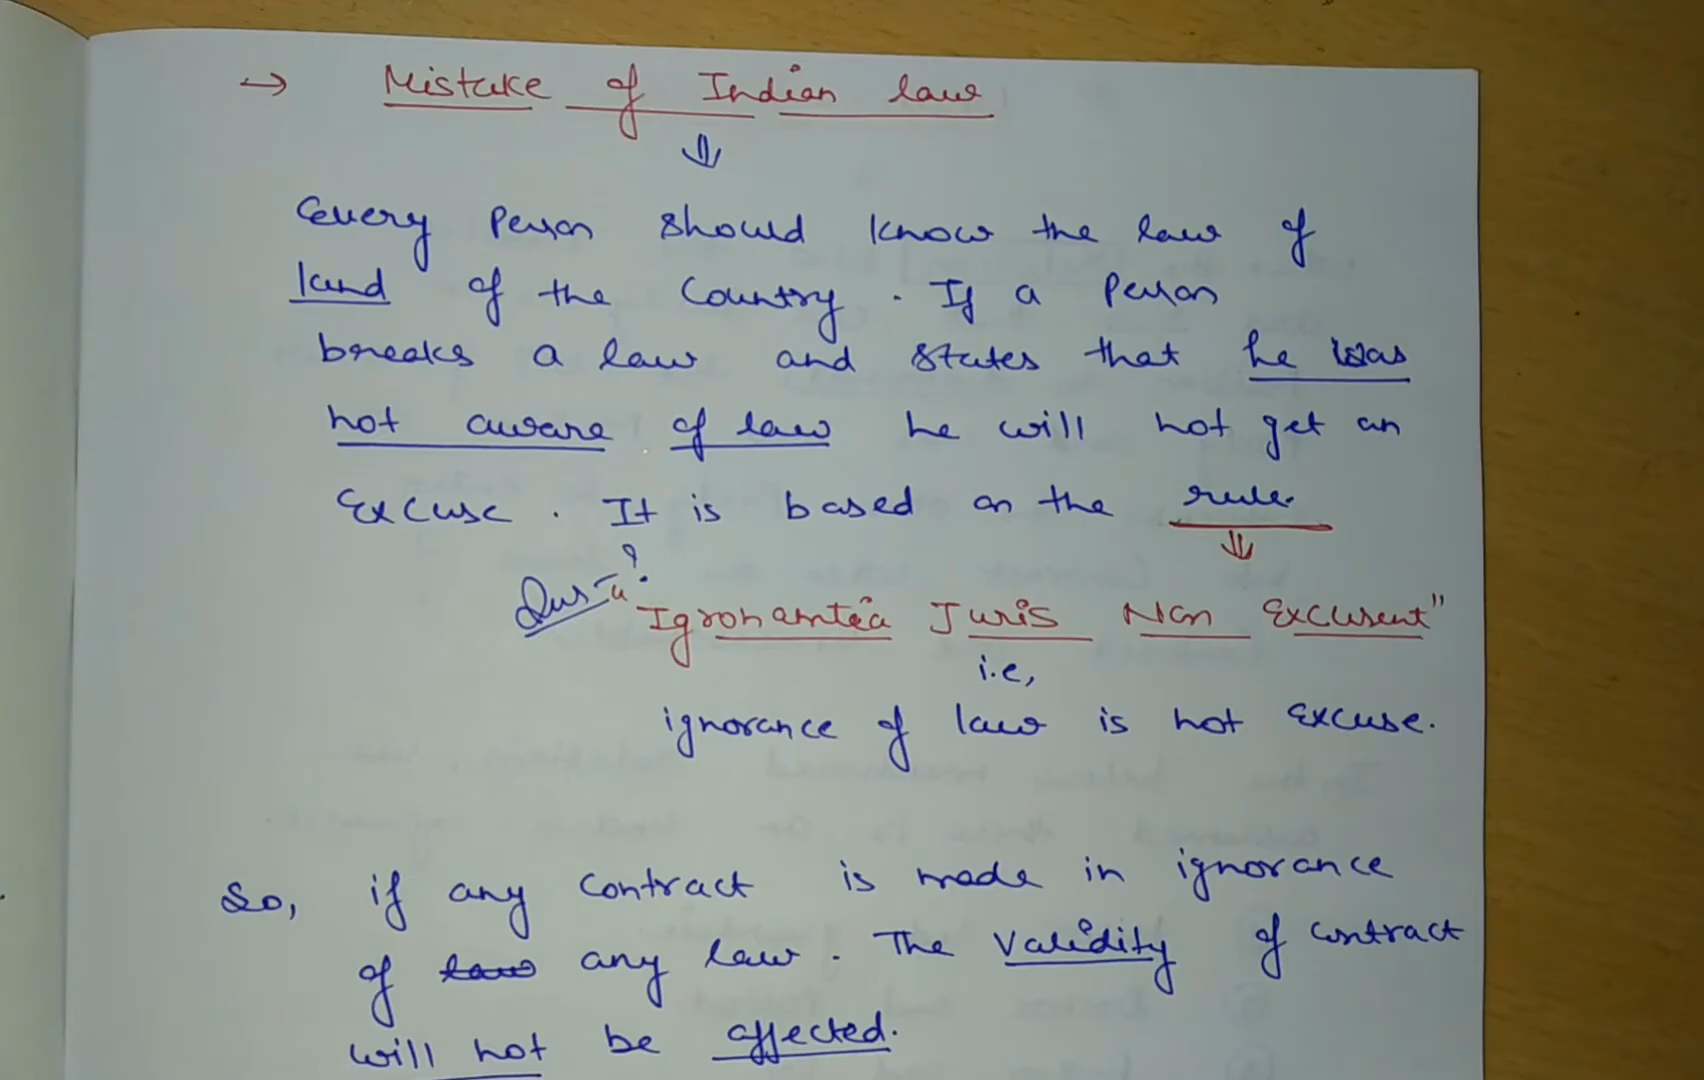 → Mistake of Indian law
⇓
Every Person should know the law of
land of the Country. If a Person
breaks a law and states that he was
not aware of law he will not get an
Excuse. It is based on the rule.
⇓
Qus-?
"Igronamtia Juris Non Excusent"
i.e,
ignorance of law is not Excuse.
So, if any Contract is made in ignorance
of law any law. The Validity of contract
will not be affected.